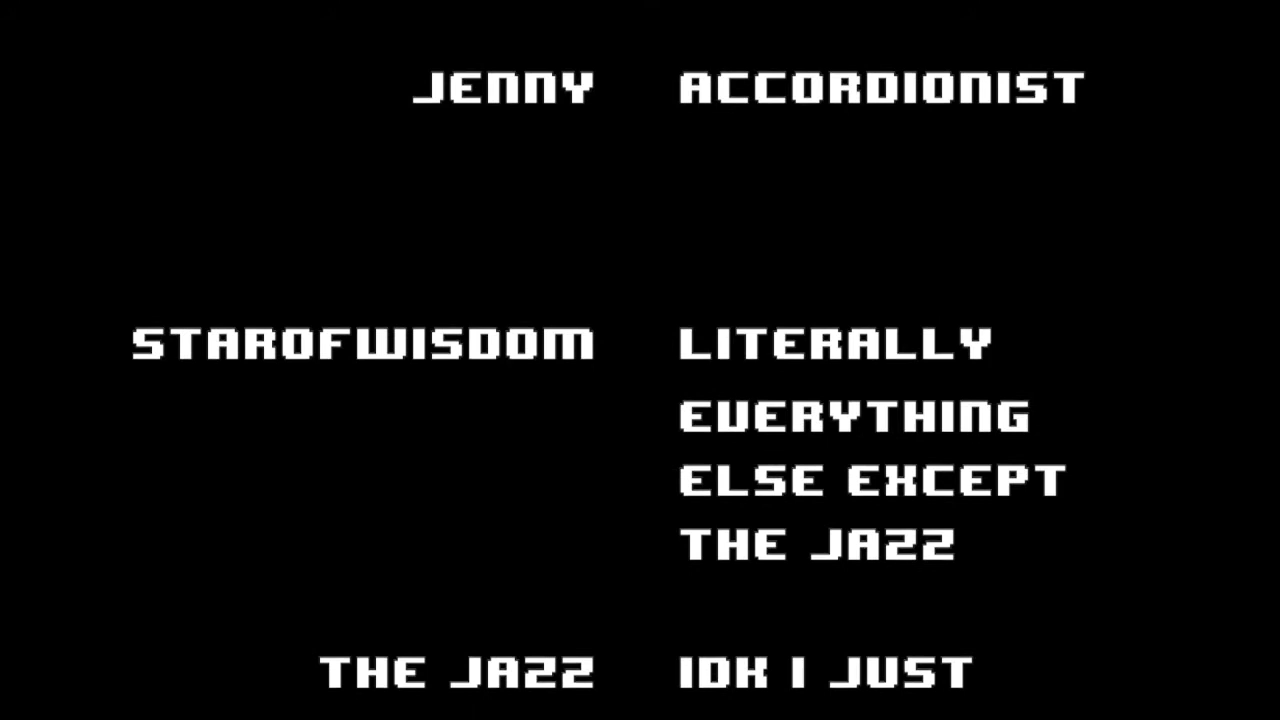 JENNY ACCORDIONIST
STAROFWISDOM LITERALLY
EVERYTHING
ELSE EXCEPT
THE JAZZ
THE JAZZ IDK I JUST